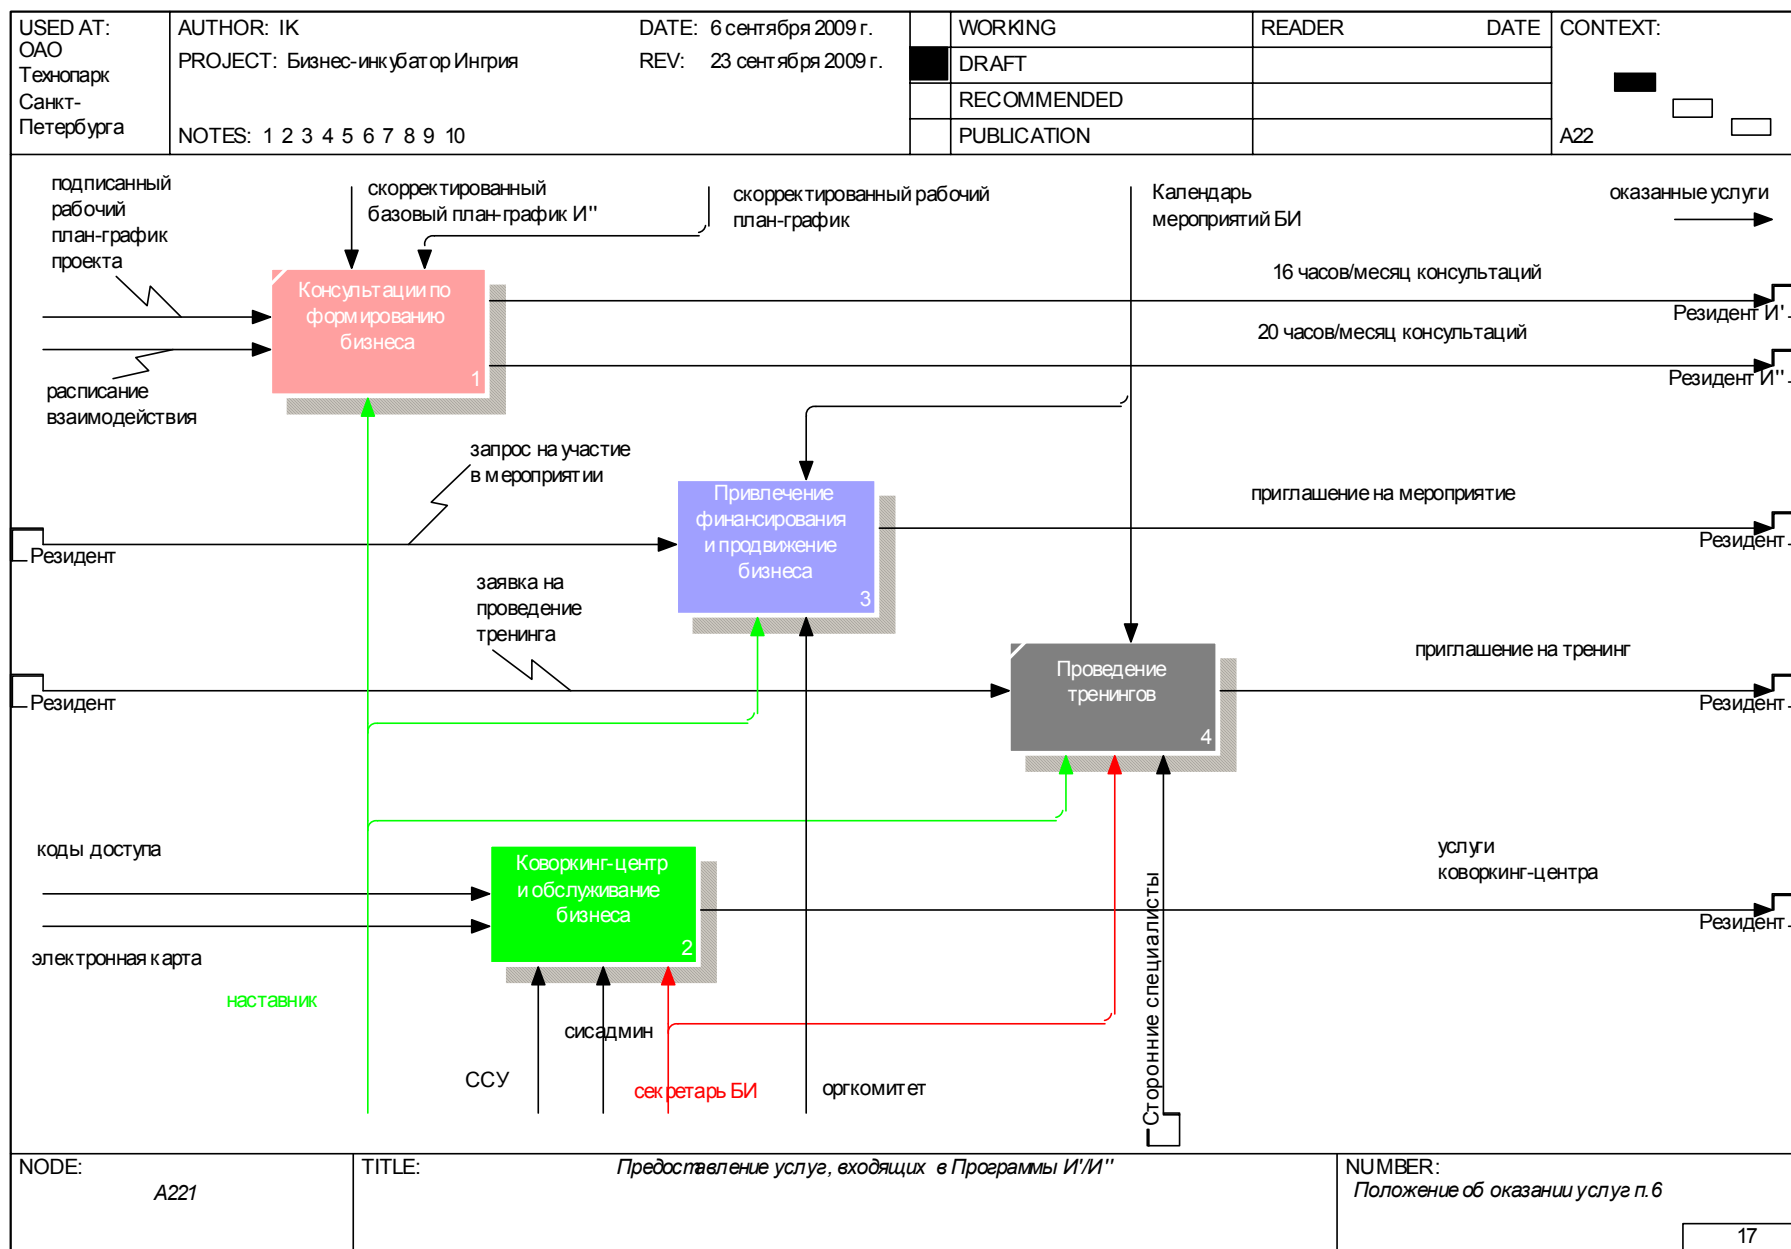 USED AT:
ОАО
Технопарк
Санкт-
Петербурга
AUTHOR: IK
DATE: 6 сентября 2009 г.
PROJECT: Бизнес-инкубатор Ингрия
REV: 23 сентября 2009 г.
NOTES: 1 2 3 4 5 6 7 8 9 10
WORKING
DRAFT
RECOMMENDED
PUBLICATION
READER DATE
CONTEXT:
A22
подписанный
рабочий
план-график
проекта
скорректированный
базовый план-график И''
скорректированный рабочий
план-график
Календарь
мероприятий БИ
оказанные услуги
Консультации по
формированию
бизнеса
1
16 часов/месяц консультаций
Резидент И'
20 часов/месяц консультаций
Резидент И''
расписание
взаимодействия
запрос на участие
в мероприятии
Привлечение
финансирования
и продвижение
бизнеса
3
приглашение на мероприятие
Резидент
Резидент
заявка на
проведение
тренинга
Проведение
тренингов
4
приглашение на тренинг
Резидент
Резидент
коды доступа
Коворкинг-центр
и обслуживание
бизнеса
2
услуги
коворкинг-центра
Резидент
электронная карта
наставник
сисадмин
ССУ
секретарь БИ
оргкомитет
Сторонние специалисты
NODE:
A221
TITLE:
Предоставление услуг, входящих в Программы И'/И''
NUMBER:
Положение об оказании услуг п.6
17